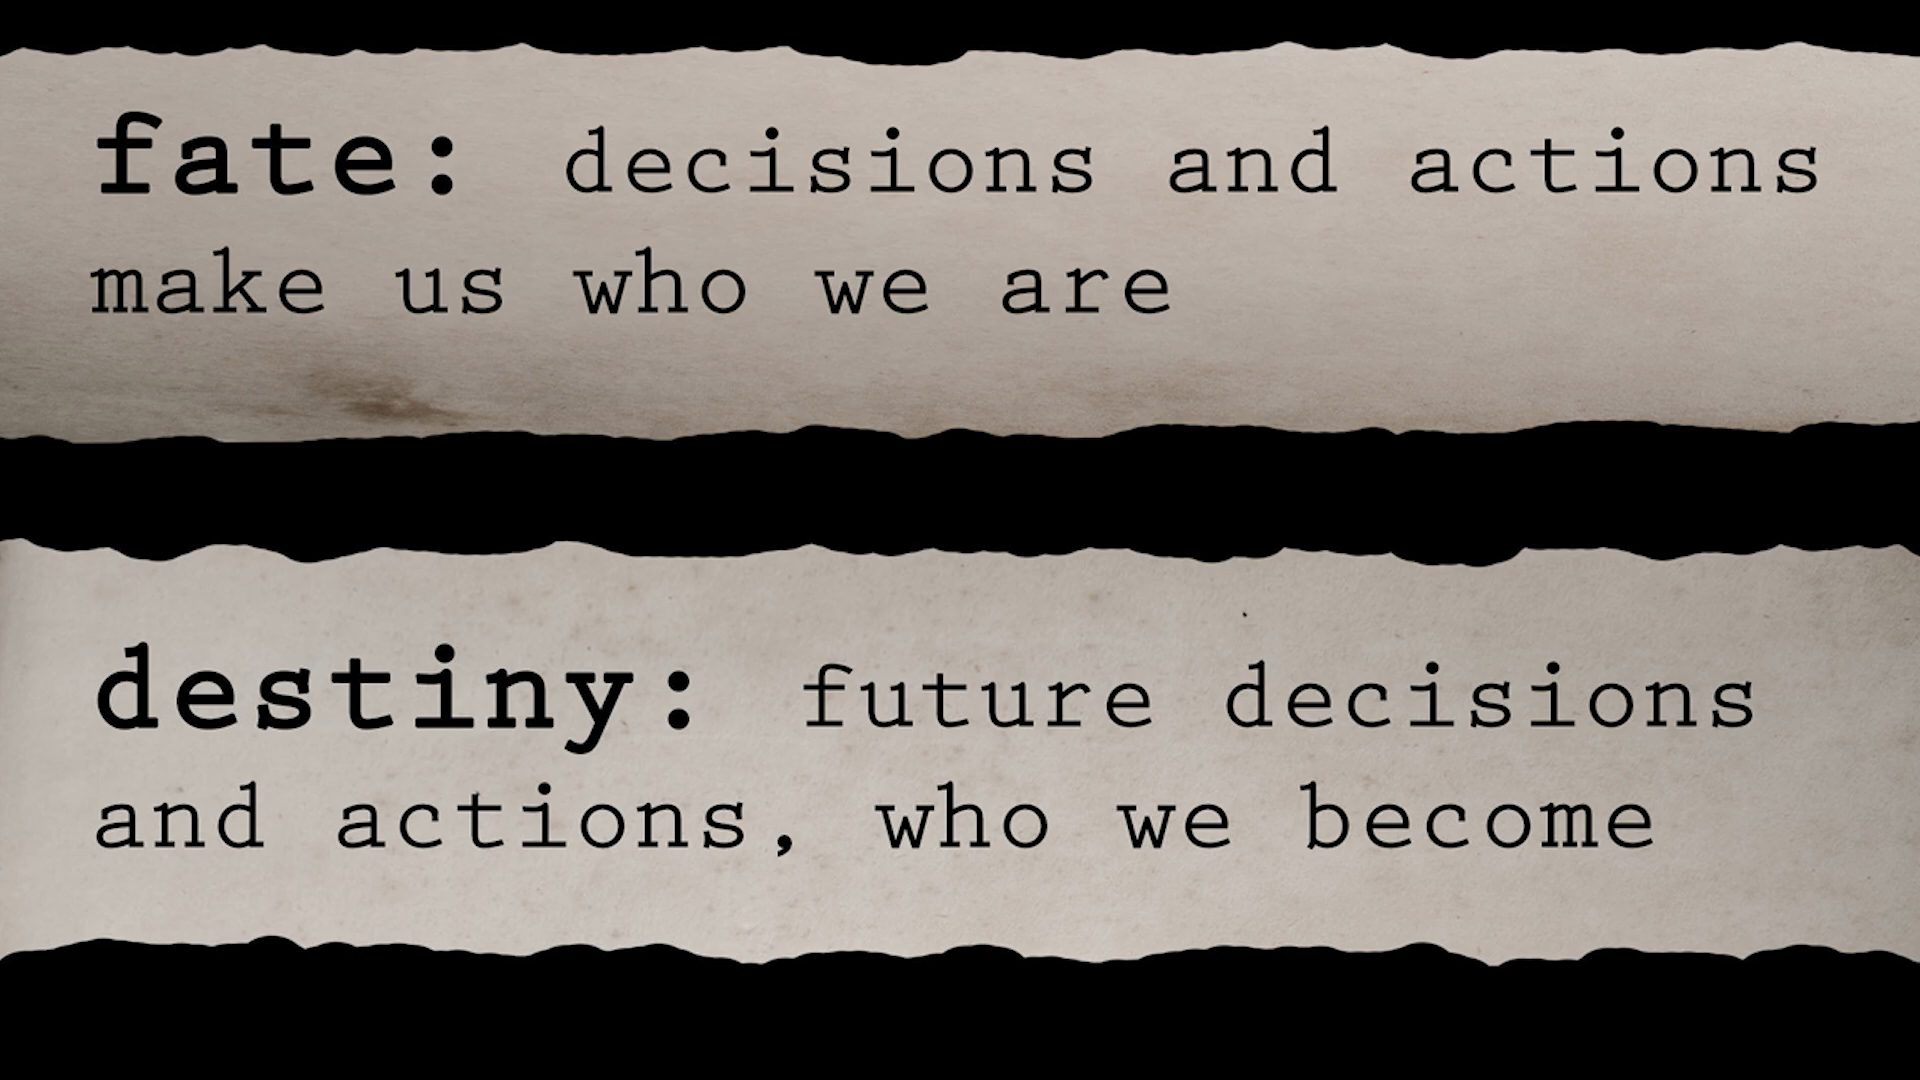 fate: decisions and actions
make us who we are
destiny: future decisions
and actions, who we become